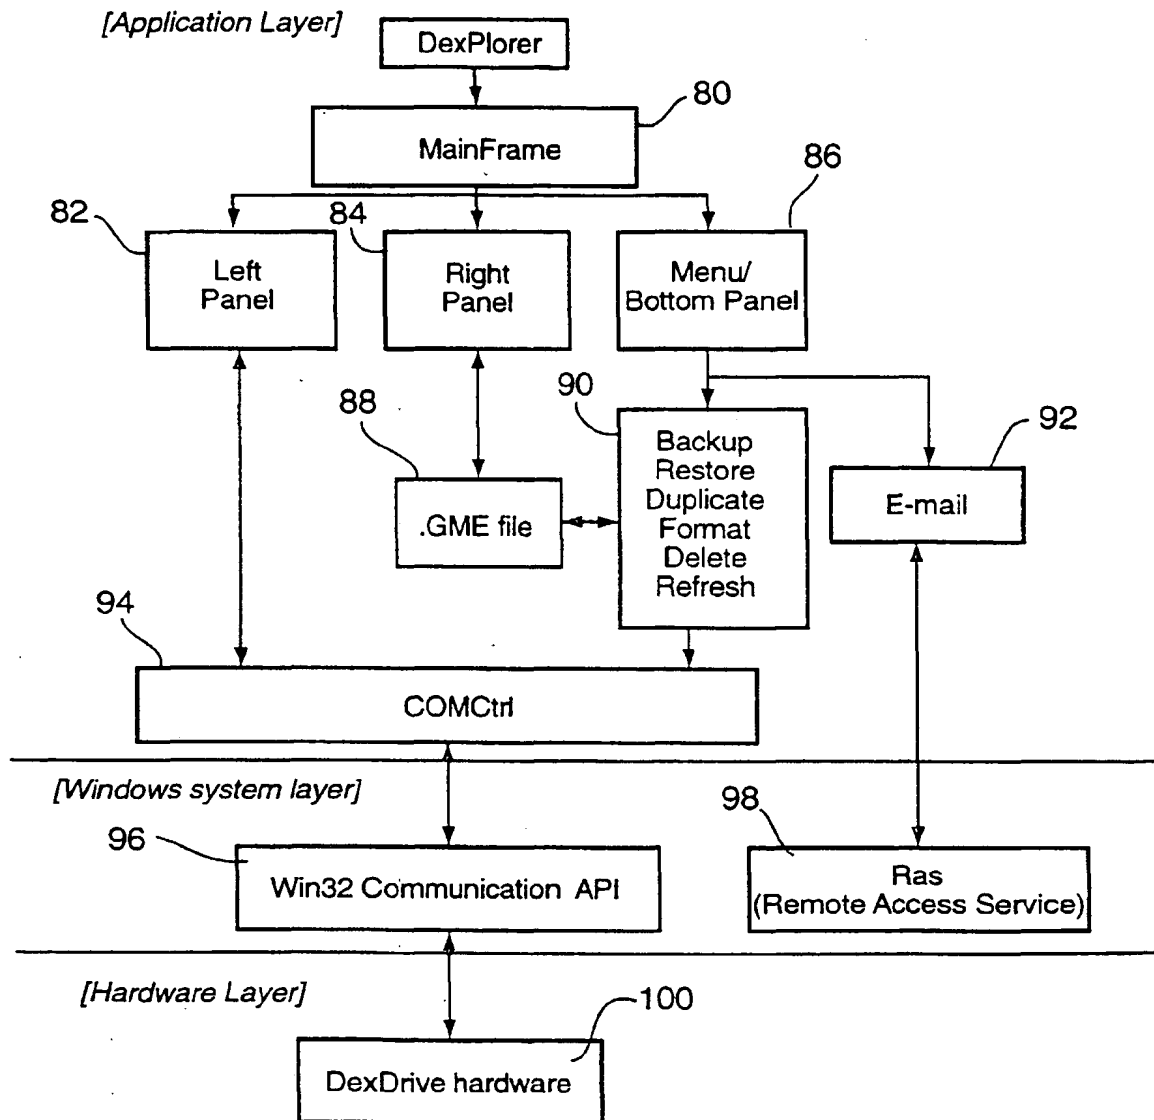 [Application Layer]
DexPlorer
80
MainFrame
86
82
84
Left
Panel
Right
Panel
Menu/
Bottom Panel
88
90
92
Backup
Restore
Duplicate
Format
Delete
Refresh
.GME file
E-mail
94
COMCtrl
[Windows system layer]
96
98
Win32 Communication API
Ras
(Remote Access Service)
[Hardware Layer]
100
DexDrive hardware